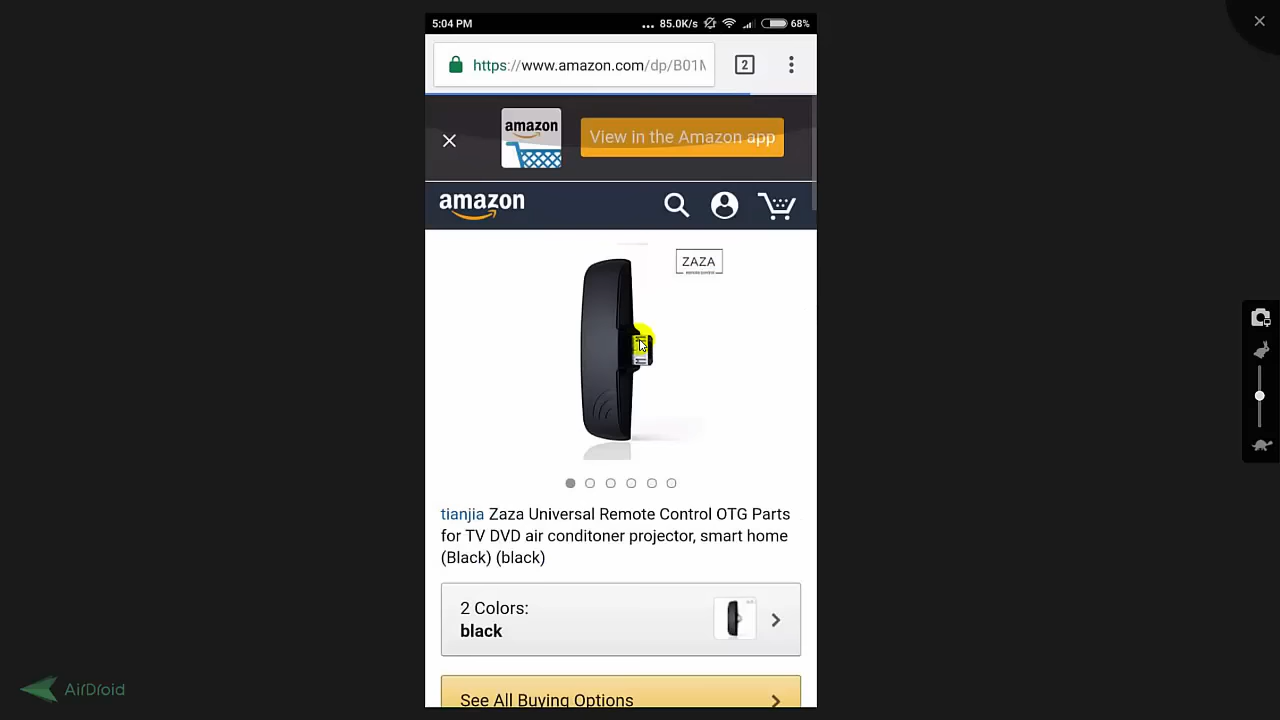 5:04 PM
... 85.0K/s
68%
https://www.amazon.com/dp/B01
2
amazon
View in the Amazon app
amazon
ZAZA
tianjia Zaza Universal Remote Control OTG Parts
for TV DVD air conditoner projector, smart home
(Black) (black)
2 Colors:
black
See All Buying Options
AirDroid